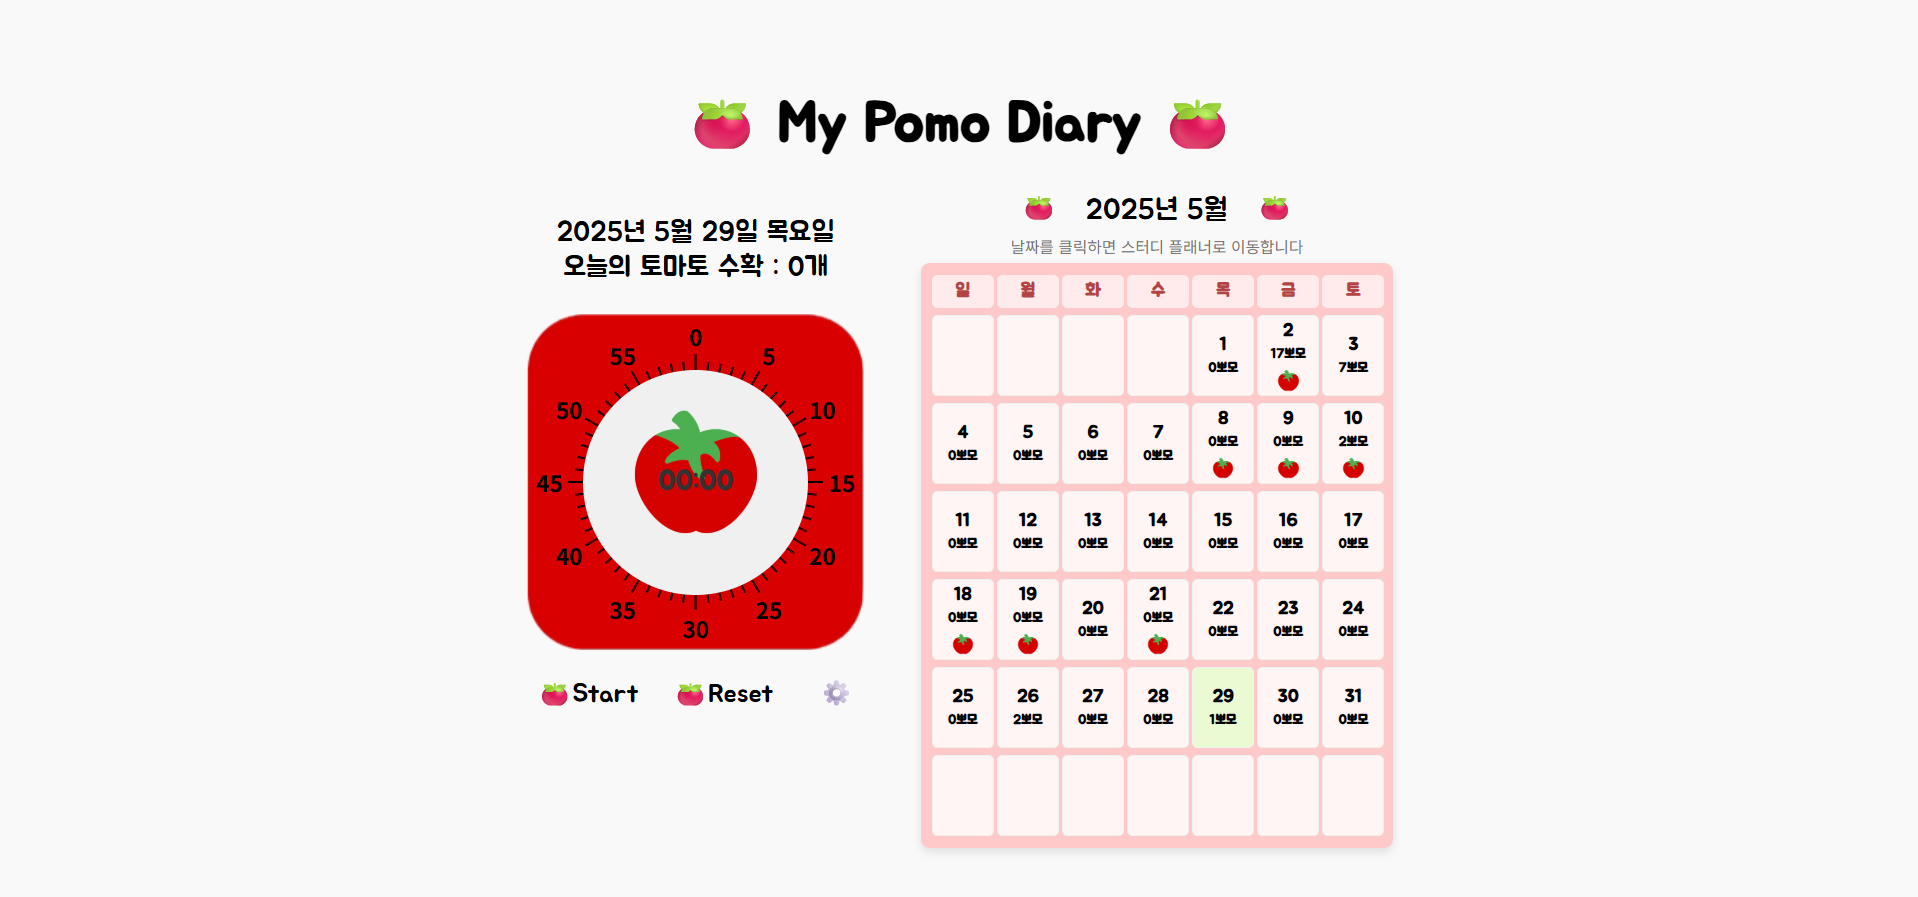 My Pomo Diary
2025년 5월 29일 목요일
오늘의 토마토 수확 : 0개
0
5
10
15
20
25
30
35
40
45
50
55
00:00
Start Reset
2025년 5월
날짜를 클릭하면 스터디 플래너로 이동합니다
일 월 화 수 목 금 토
1 2 3
0뽀모 17뽀모 7뽀모
4 5 6 7 8 9 10
0뽀모 0뽀모 0뽀모 0뽀모 0뽀모 0뽀모 2뽀모
11 12 13 14 15 16 17
0뽀모 0뽀모 0뽀모 0뽀모 0뽀모 0뽀모 0뽀모
18 19 20 21 22 23 24
0뽀모 0뽀모 0뽀모 0뽀모 0뽀모 0뽀모 0뽀모
25 26 27 28 29 30 31
0뽀모 2뽀모 0뽀모 0뽀모 1뽀모 0뽀모 0뽀모